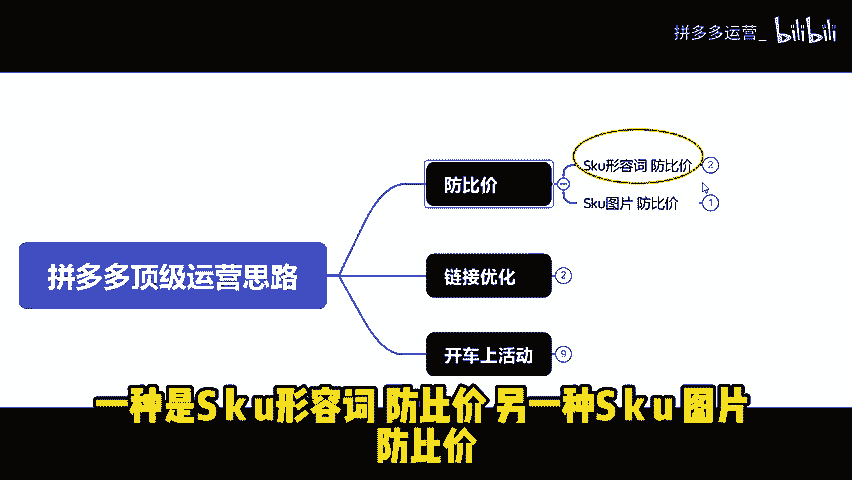 拼多多运营_ bilibili
Sku形容词 防比价 2
防比价
Sku图片 防比价 1
拼多多顶级运营思路
链接优化 2
开车上活动 9
一种是Sku形容词 防比价 另一种Sku 图片
防比价